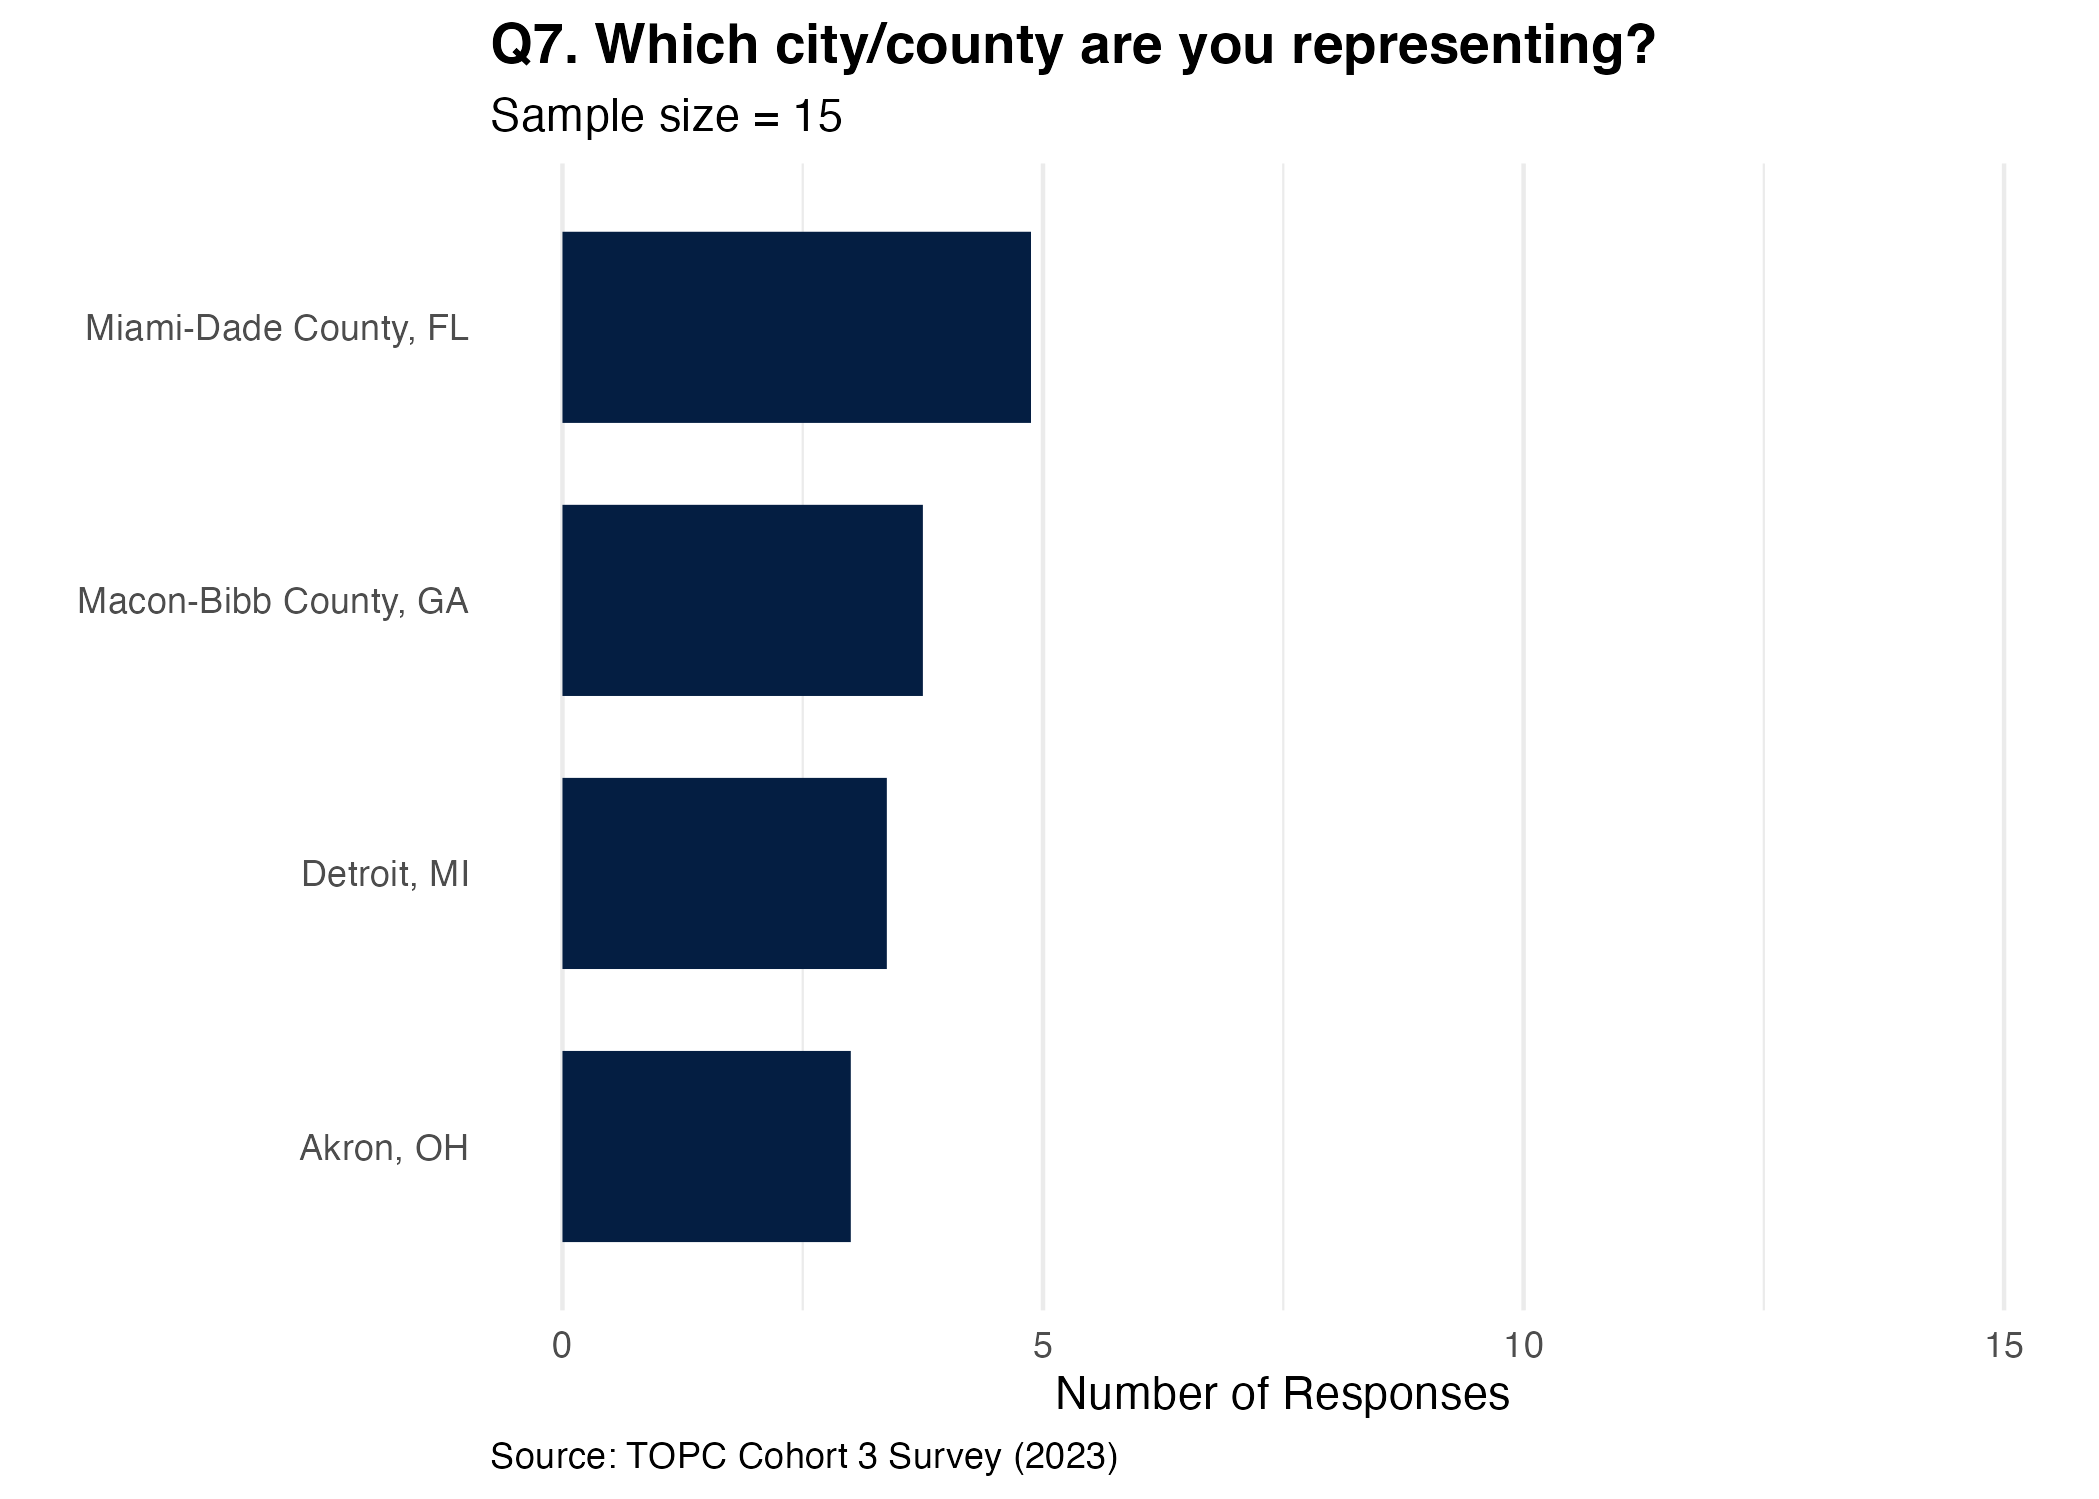 Q7. Which city/county are you representing?
Sample size = 15
Miami-Dade County, FL
Macon-Bibb County, GA
Detroit, MI
Akron, OH
0 5 10 15
Number of Responses
Source: TOPC Cohort 3 Survey (2023)